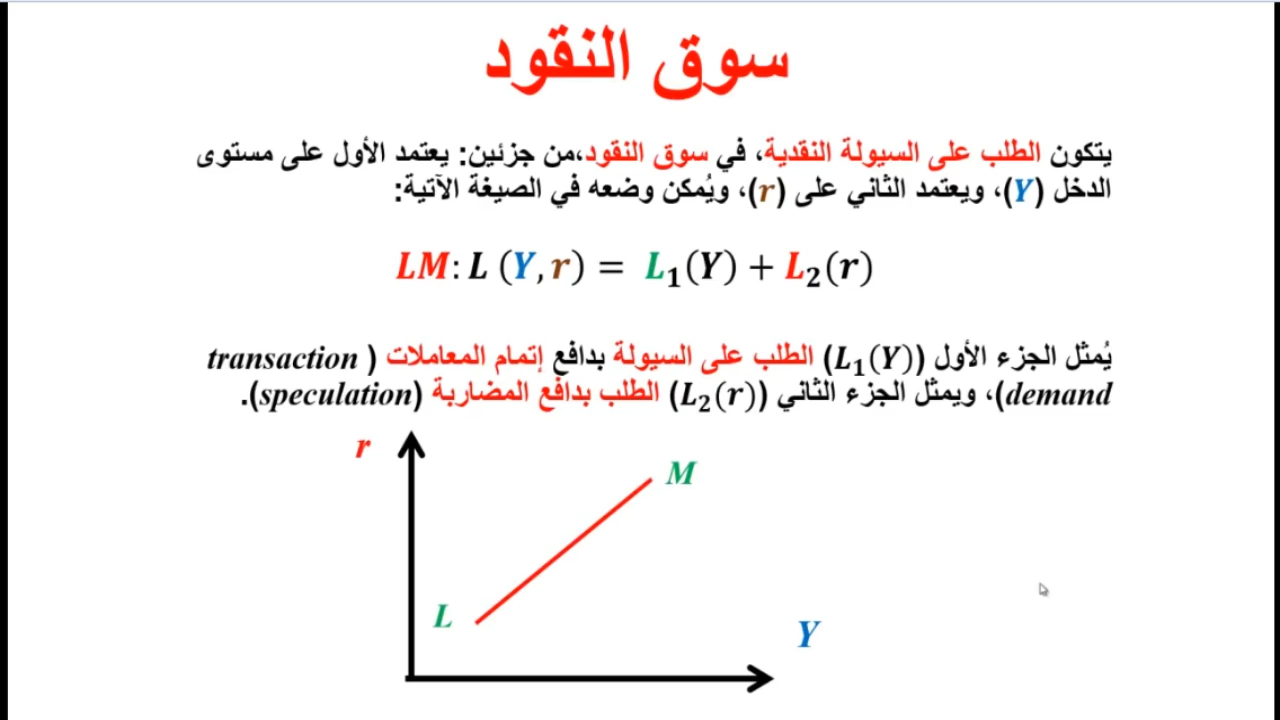 سوق النقود
يتكون الطلب على السيولة النقدية، في سوق النقود،من جزئين: يعتمد الأول على مستوى
الدخل (Y)، ويعتمد الثاني على (r)، ويُمكن وضعه في الصيغة الآتية:
LM: L (Y, r) = L₁(Y) + L₂(r)
يُمثل الجزء الأول (L₁(Y)) الطلب على السيولة بدافع إتمام المعاملات (transaction
demand)، ويمثل الجزء الثاني (L₂(r)) الطلب بدافع المضاربة (speculation).
r
M
L
Y